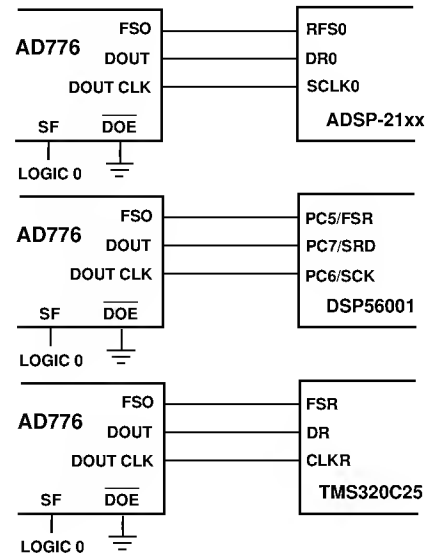 FSO RFS0
AD776
DOUT DR0
DOUT CLK SCLK0
ADSP-21xx
SF DOE
LOGIC 0
FSO PC5/FSR
AD776
DOUT PC7/SRD
DOUT CLK PC6/SCK
DSP56001
SF DOE
LOGIC 0
FSO FSR
AD776
DOUT DR
DOUT CLK CLKR
TMS320C25
SF DOE
LOGIC 0